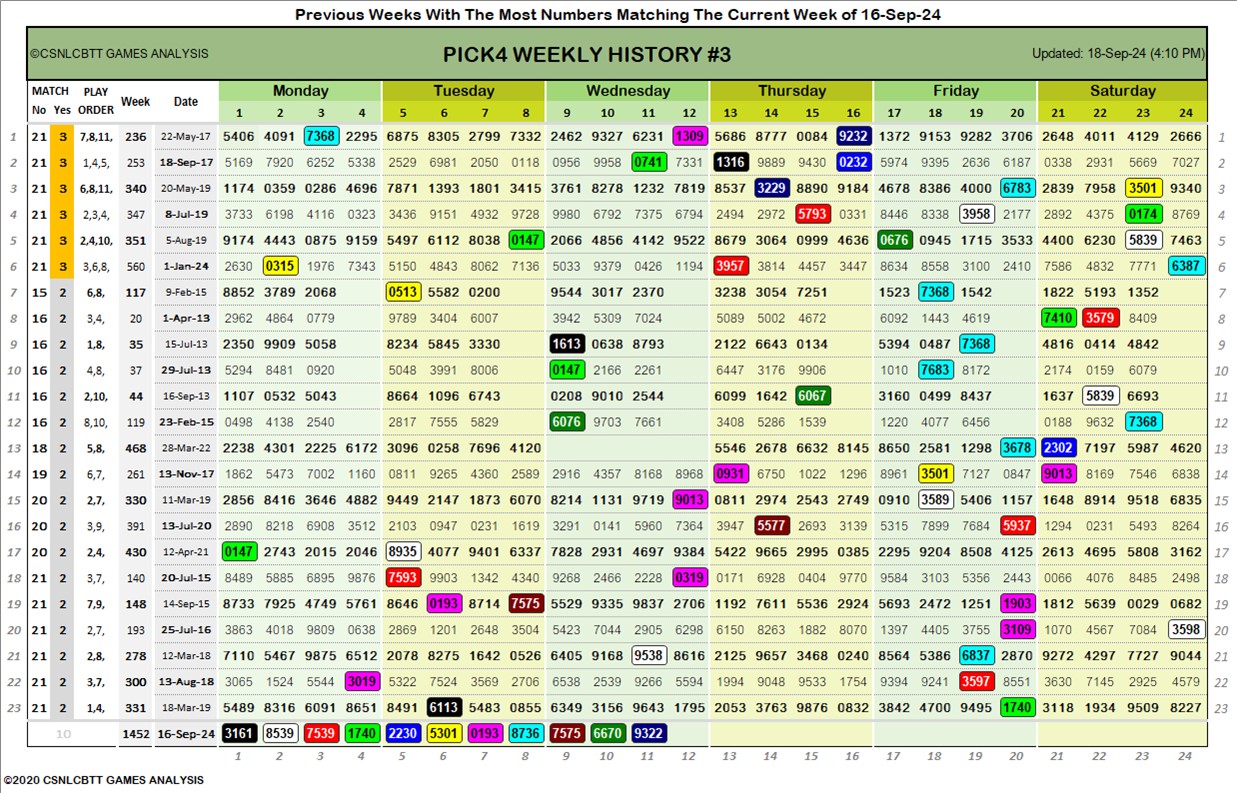 Previous Weeks With The Most Numbers Matching The Current Week of 16-Sep-24
©CSNLCBTT GAMES ANALYSIS PICK4 WEEKLY HISTORY #3 Updated: 18-Sep-24 (4:10 PM)
MATCH PLAY Week Date Monday Tuesday Wednesday Thursday Friday Saturday
No Yes ORDER 1 2 3 4 5 6 7 8 9 10 11 12 13 14 15 16 17 18 19 20 21 22 23 24
1 21 3 7,8,11, 236 22-May-17 5406 4091 7368 2295 6875 8305 2799 7332 2462 9327 6231 1309 5686 8777 0084 9232 1372 9153 9282 3706 2648 4011 4129 2666 1
2 21 3 1,4,5, 253 18-Sep-17 5169 7920 6252 5338 2529 6981 2050 0118 0956 9958 0741 7331 1316 9889 9430 0232 5974 9395 2636 6187 0338 2931 5669 7027 2
3 21 3 6,8,11, 340 20-May-19 1174 0359 0286 4696 7871 1393 1801 3415 3761 8278 1232 7819 8537 3229 8890 9184 4678 8386 4000 6783 2839 7958 3501 9340 3
4 21 3 2,3,4, 347 8-Jul-19 3733 6198 4116 0323 3436 9151 4932 9728 9980 6792 7375 6794 2494 2972 5793 0331 8446 8338 3958 2177 2892 4375 0174 8769 4
5 21 3 2,4,10, 351 5-Aug-19 9174 4443 0875 9159 5497 6112 8038 0147 2066 4856 4142 9522 8679 3064 0999 4636 0676 0945 1715 3533 4400 6230 5839 7463 5
6 21 3 3,6,8, 560 1-Jan-24 2630 0315 1976 7343 5150 4843 8062 7136 5033 9379 0426 1194 3957 3814 4457 3447 8634 8558 3100 2410 7586 4832 7771 6387 6
7 15 2 6,8, 117 9-Feb-15 8852 3789 2068 0513 5582 0200 9544 3017 2370 3238 3054 7251 1523 7368 1542 1822 5193 1352 7
8 16 2 3,4, 20 1-Apr-13 2962 4864 0779 9789 3404 6007 3942 5309 7024 5089 5002 4672 6092 1443 4619 7410 3579 8409 8
9 16 2 1,8, 35 15-Jul-13 2350 9909 5058 8234 5845 3330 1613 0638 8793 2122 6643 0134 5394 0487 7368 4816 0414 4842 9
10 16 2 4,8, 37 29-Jul-13 5294 8481 0920 5048 3991 8006 0147 2166 2261 6447 3176 9906 1010 7683 8172 2174 0159 6079 10
11 16 2 2,10, 44 16-Sep-13 1107 0532 5043 8664 1096 6743 0208 9010 2544 6099 1642 6067 3160 0499 8437 1637 5839 6693 11
12 16 2 8,10, 119 23-Feb-15 0498 4138 2540 2817 7555 5829 6076 9703 7661 3408 5286 1539 1220 4077 6456 0188 9632 7368 12
13 18 2 5,8, 468 28-Mar-22 2238 4301 2225 6172 3096 0258 7696 4120 5546 2678 6632 8145 8650 2581 1298 3678 2302 7197 5987 4620 13
14 19 2 6,7, 261 13-Nov-17 1862 5473 7002 1160 0811 9265 4360 2589 2916 4357 8168 8968 0931 6750 1022 1296 8961 3501 7127 0847 9013 8169 7546 6838 14
15 20 2 2,7, 330 11-Mar-19 2856 8416 3646 4882 9449 2147 1873 6070 8214 1131 9719 9013 0811 2974 2543 2749 0910 3589 5406 1157 1648 8914 9518 6835 15
16 20 2 3,9, 391 13-Jul-20 2890 8218 6908 3512 2103 0947 0231 1619 3291 0141 5960 7364 3947 5577 2693 3139 5315 7899 7684 5937 1294 0231 5493 8264 16
17 20 2 2,4, 430 12-Apr-21 0147 2743 2015 2046 8935 4077 9401 6337 7828 2931 4697 9384 5422 9665 2995 0385 2295 9204 8508 4125 2613 4695 5808 3162 17
18 21 2 3,7, 140 20-Jul-15 8489 5885 6895 9876 7593 9903 1342 4340 9268 2466 2228 0319 0171 6928 0404 9770 9584 3103 5356 2443 0066 4076 8485 2498 18
19 21 2 7,9, 148 14-Sep-15 8733 7925 4749 5761 8646 0193 8714 7575 5529 9335 9837 2706 1192 7611 5536 2924 5693 2472 1251 1903 1812 5639 0029 0682 19
20 21 2 2,7, 193 25-Jul-16 3863 4018 0010 0638 2869 1201 2648 3504 5423 7044 2905 6298 6150 8263 1882 8070 1397 4405 3755 3109 1070 4567 7084 3598 20
21 21 2 2,8, 278 12-Mar-18 7110 5467 9875 6512 2078 8275 1642 0526 6405 9168 9538 8616 2125 9657 3468 0240 8564 5386 6837 2870 9272 4297 7727 9044 21
22 21 2 3,7, 300 13-Aug-18 3065 1524 5544 3019 5322 7524 3569 2706 6538 2539 9266 5594 1994 9048 9533 1754 9394 9241 3597 8551 3630 7145 2925 4579 22
23 21 2 1,4, 331 18-Mar-19 5489 8316 6091 8651 8491 6113 5483 0855 6349 3156 9643 1795 2053 3763 9876 0832 3842 4700 9495 1740 3118 1934 9509 8227 23
10 1452 16-Sep-24 3161 8539 7539 1740 2230 5301 0193 8736 7575 6670 9322
1 2 3 4 5 6 7 8 9 10 11 12 13 14 15 16 17 18 19 20 21 22 23 24
©2020 CSNLCBTT GAMES ANALYSIS